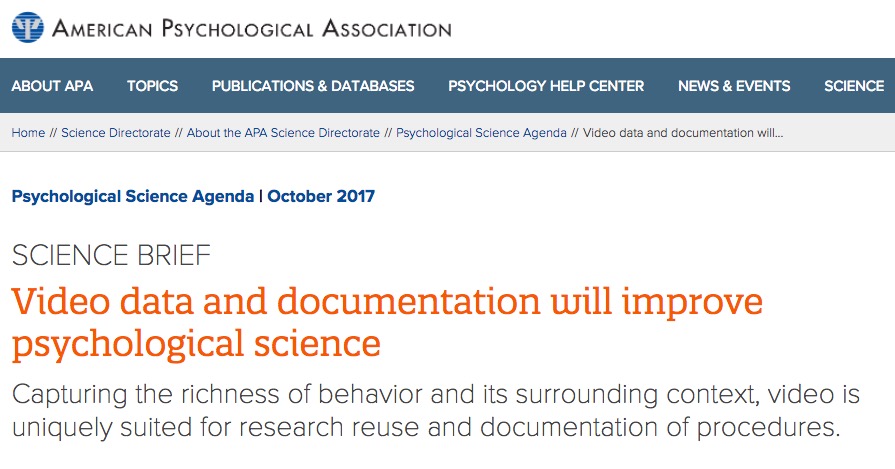 AMERICAN PSYCHOLOGICAL ASSOCIATION
ABOUT APA TOPICS PUBLICATIONS & DATABASES PSYCHOLOGY HELP CENTER NEWS & EVENTS SCIENCE
Home // Science Directorate // About the APA Science Directorate // Psychological Science Agenda // Video data and documentation will...
Psychological Science Agenda | October 2017
SCIENCE BRIEF
Video data and documentation will improve
psychological science
Capturing the richness of behavior and its surrounding context, video is
uniquely suited for research reuse and documentation of procedures.